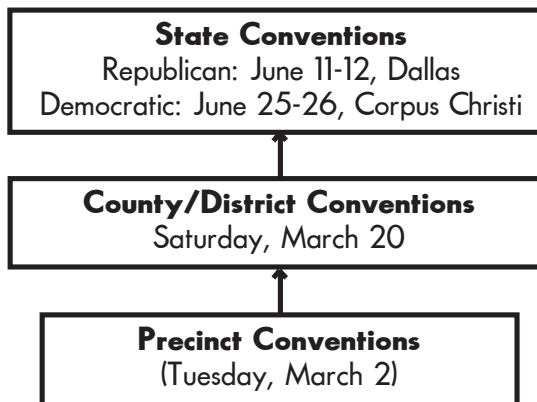 State Conventions
Republican: June 11-12, Dallas
Democratic: June 25-26, Corpus Christi
County/District Conventions
Saturday, March 20
Precinct Conventions
(Tuesday, March 2)